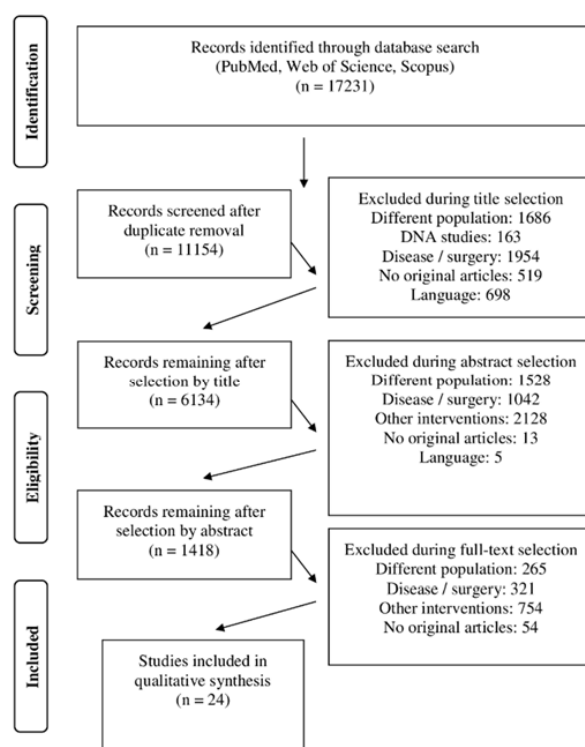 Identification
Records identified through database search
(PubMed, Web of Science, Scopus)
(n = 17231)
Screening
Records screened after
duplicate removal
(n = 11154)
Excluded during title selection
Different population: 1686
DNA studies: 163
Disease / surgery: 1954
No original articles: 519
Language: 698
Records remaining after
selection by title
(n = 6134)
Excluded during abstract selection
Different population: 1528
Disease / surgery: 1042
Other interventions: 2128
No original articles: 13
Language: 5
Eligibility
Records remaining after
selection by abstract
(n = 1418)
Excluded during full-text selection
Different population: 265
Disease / surgery: 321
Other interventions: 754
No original articles: 54
Included
Studies included in
qualitative synthesis
(n = 24)